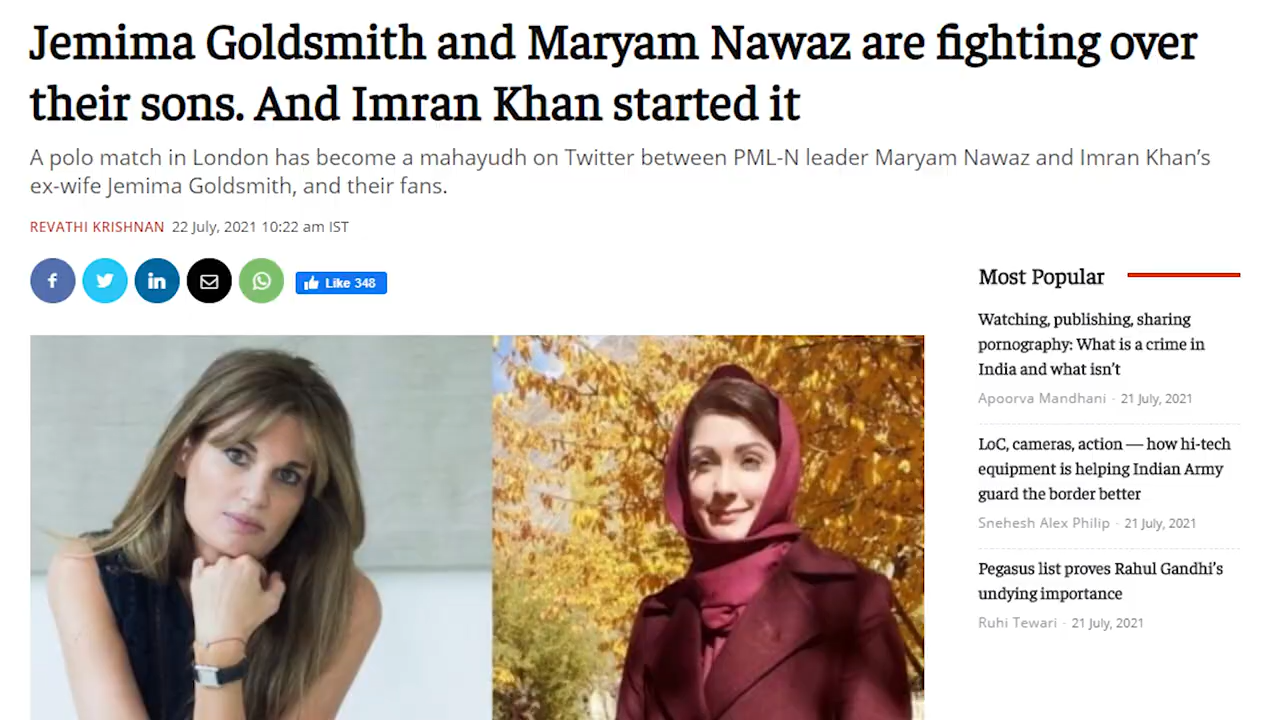 Jemima Goldsmith and Maryam Nawaz are fighting over
their sons. And Imran Khan started it
A polo match in London has become a mahayudh on Twitter between PML-N leader Maryam Nawaz and Imran Khan’s
ex-wife Jemima Goldsmith, and their fans.
REVATHI KRISHNAN 22 July, 2021 10:22 am IST
f
in
Like 348
Most Popular
Watching, publishing, sharing
pornography: What is a crime in
India and what isn’t
Apoorva Mandhani - 21 July, 2021
LoC, cameras, action — how hi-tech
equipment is helping Indian Army
guard the border better
Snehesh Alex Philip - 21 July, 2021
Pegasus list proves Rahul Gandhi’s
undying importance
Ruhi Tewari - 21 July, 2021